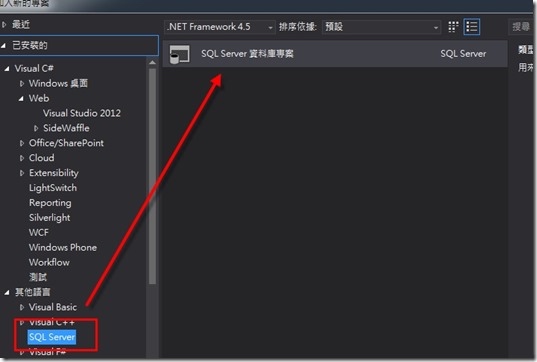 加入新的專案
最近
.NET Framework 4.5
排序依據:
預設
搜尋
已安裝的
SQL Server 資料庫專案
SQL Server
類型
用來
Visual C#
Windows 桌面
Web
Visual Studio 2012
SideWaffle
Office/SharePoint
Cloud
Extensibility
LightSwitch
Reporting
Silverlight
WCF
Windows Phone
Workflow
測試
其他語言
Visual Basic
Visual C++
SQL Server
Visual F#